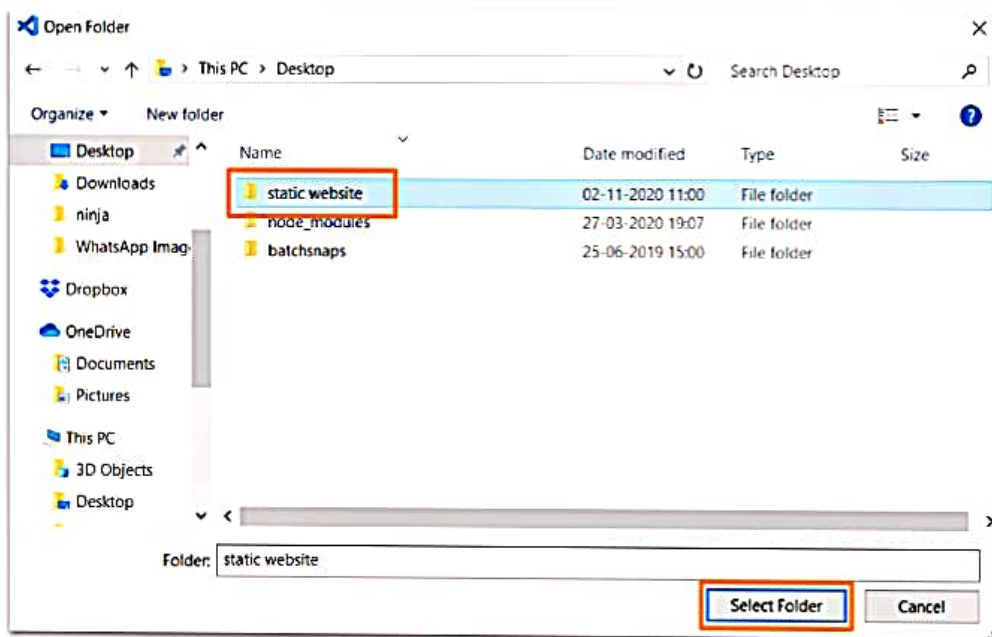 Open Folder
This PC > Desktop
Search Desktop
Organize
New folder
Desktop
Downloads
ninja
WhatsApp Imag
Dropbox
OneDrive
Documents
Pictures
This PC
3D Objects
Desktop
Name Date modified Type Size
static website 02-11-2020 11:00 File folder
node_modules 27-03-2020 19:07 File folder
batchsnaps 25-06-2019 15:00 File folder
Folder: static website
Select Folder Cancel